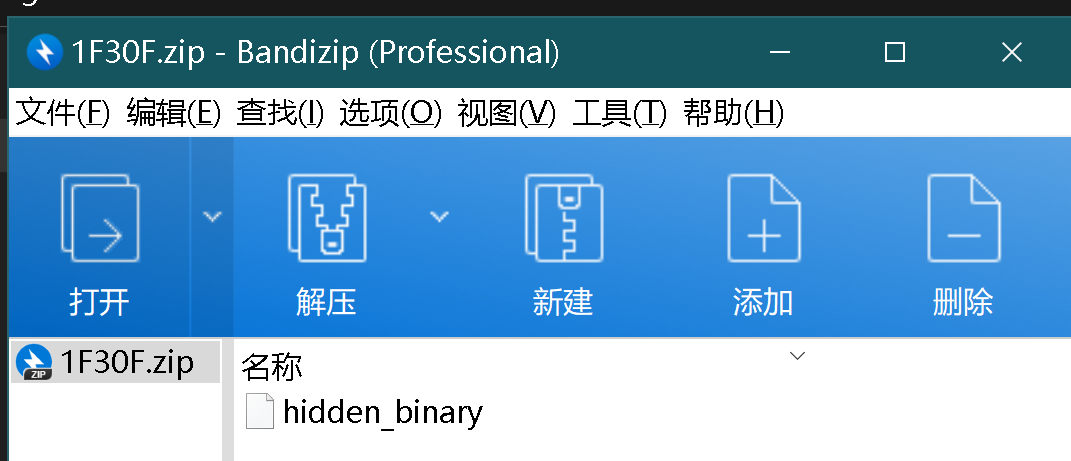 1F30F.zip - Bandizip (Professional)
文件(F) 编辑(E) 查找(I) 选项(O) 视图(V) 工具(T) 帮助(H)
打开 解压 新建 添加 删除
1F30F.zip
名称
hidden_binary